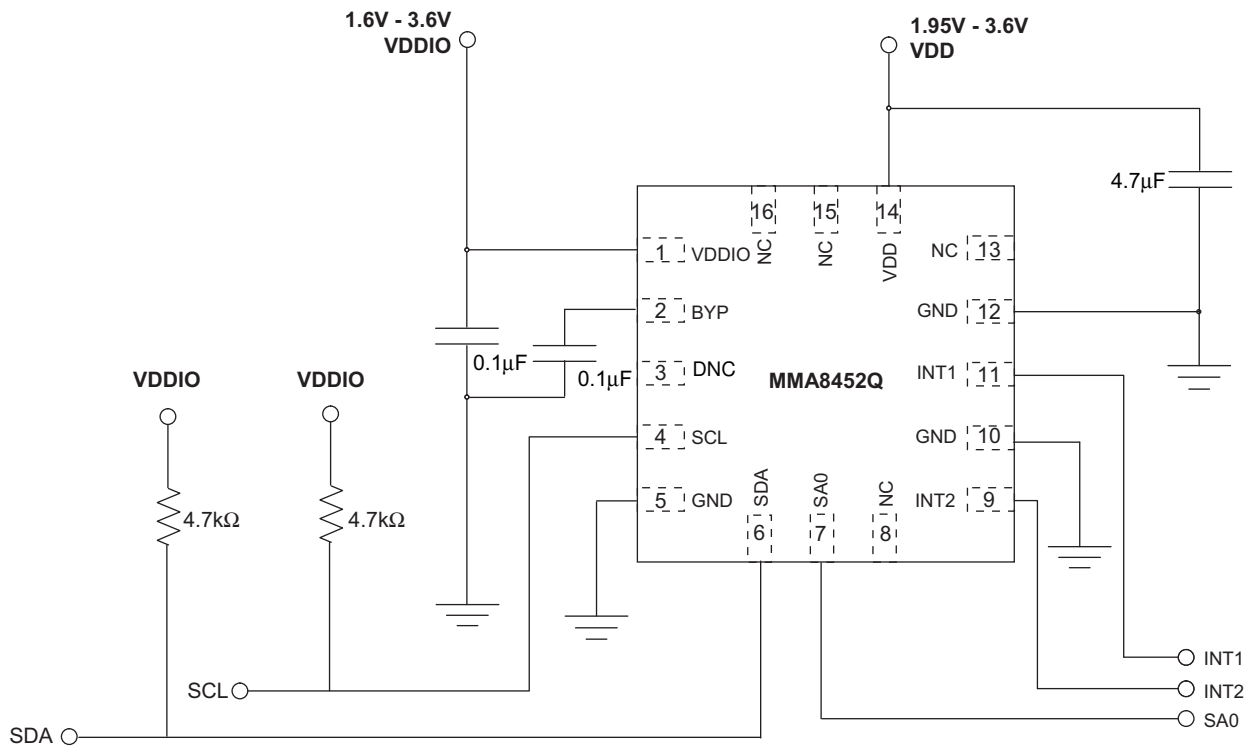 1.6V - 3.6V
VDDIO
1.95V - 3.6V
VDD
4.7μF
16
NC
15
NC
14
VDD
1
VDDIO
NC
13
2
BYP
GND
12
0.1μF
0.1μF
3
DNC
MMA8452Q
INT1
11
VDDIO
VDDIO
4
SCL
GND
10
5
GND
SDA
6
SA0
7
NC
8
INT2
9
4.7kΩ
4.7kΩ
INT1
INT2
SA0
SCL
SDA